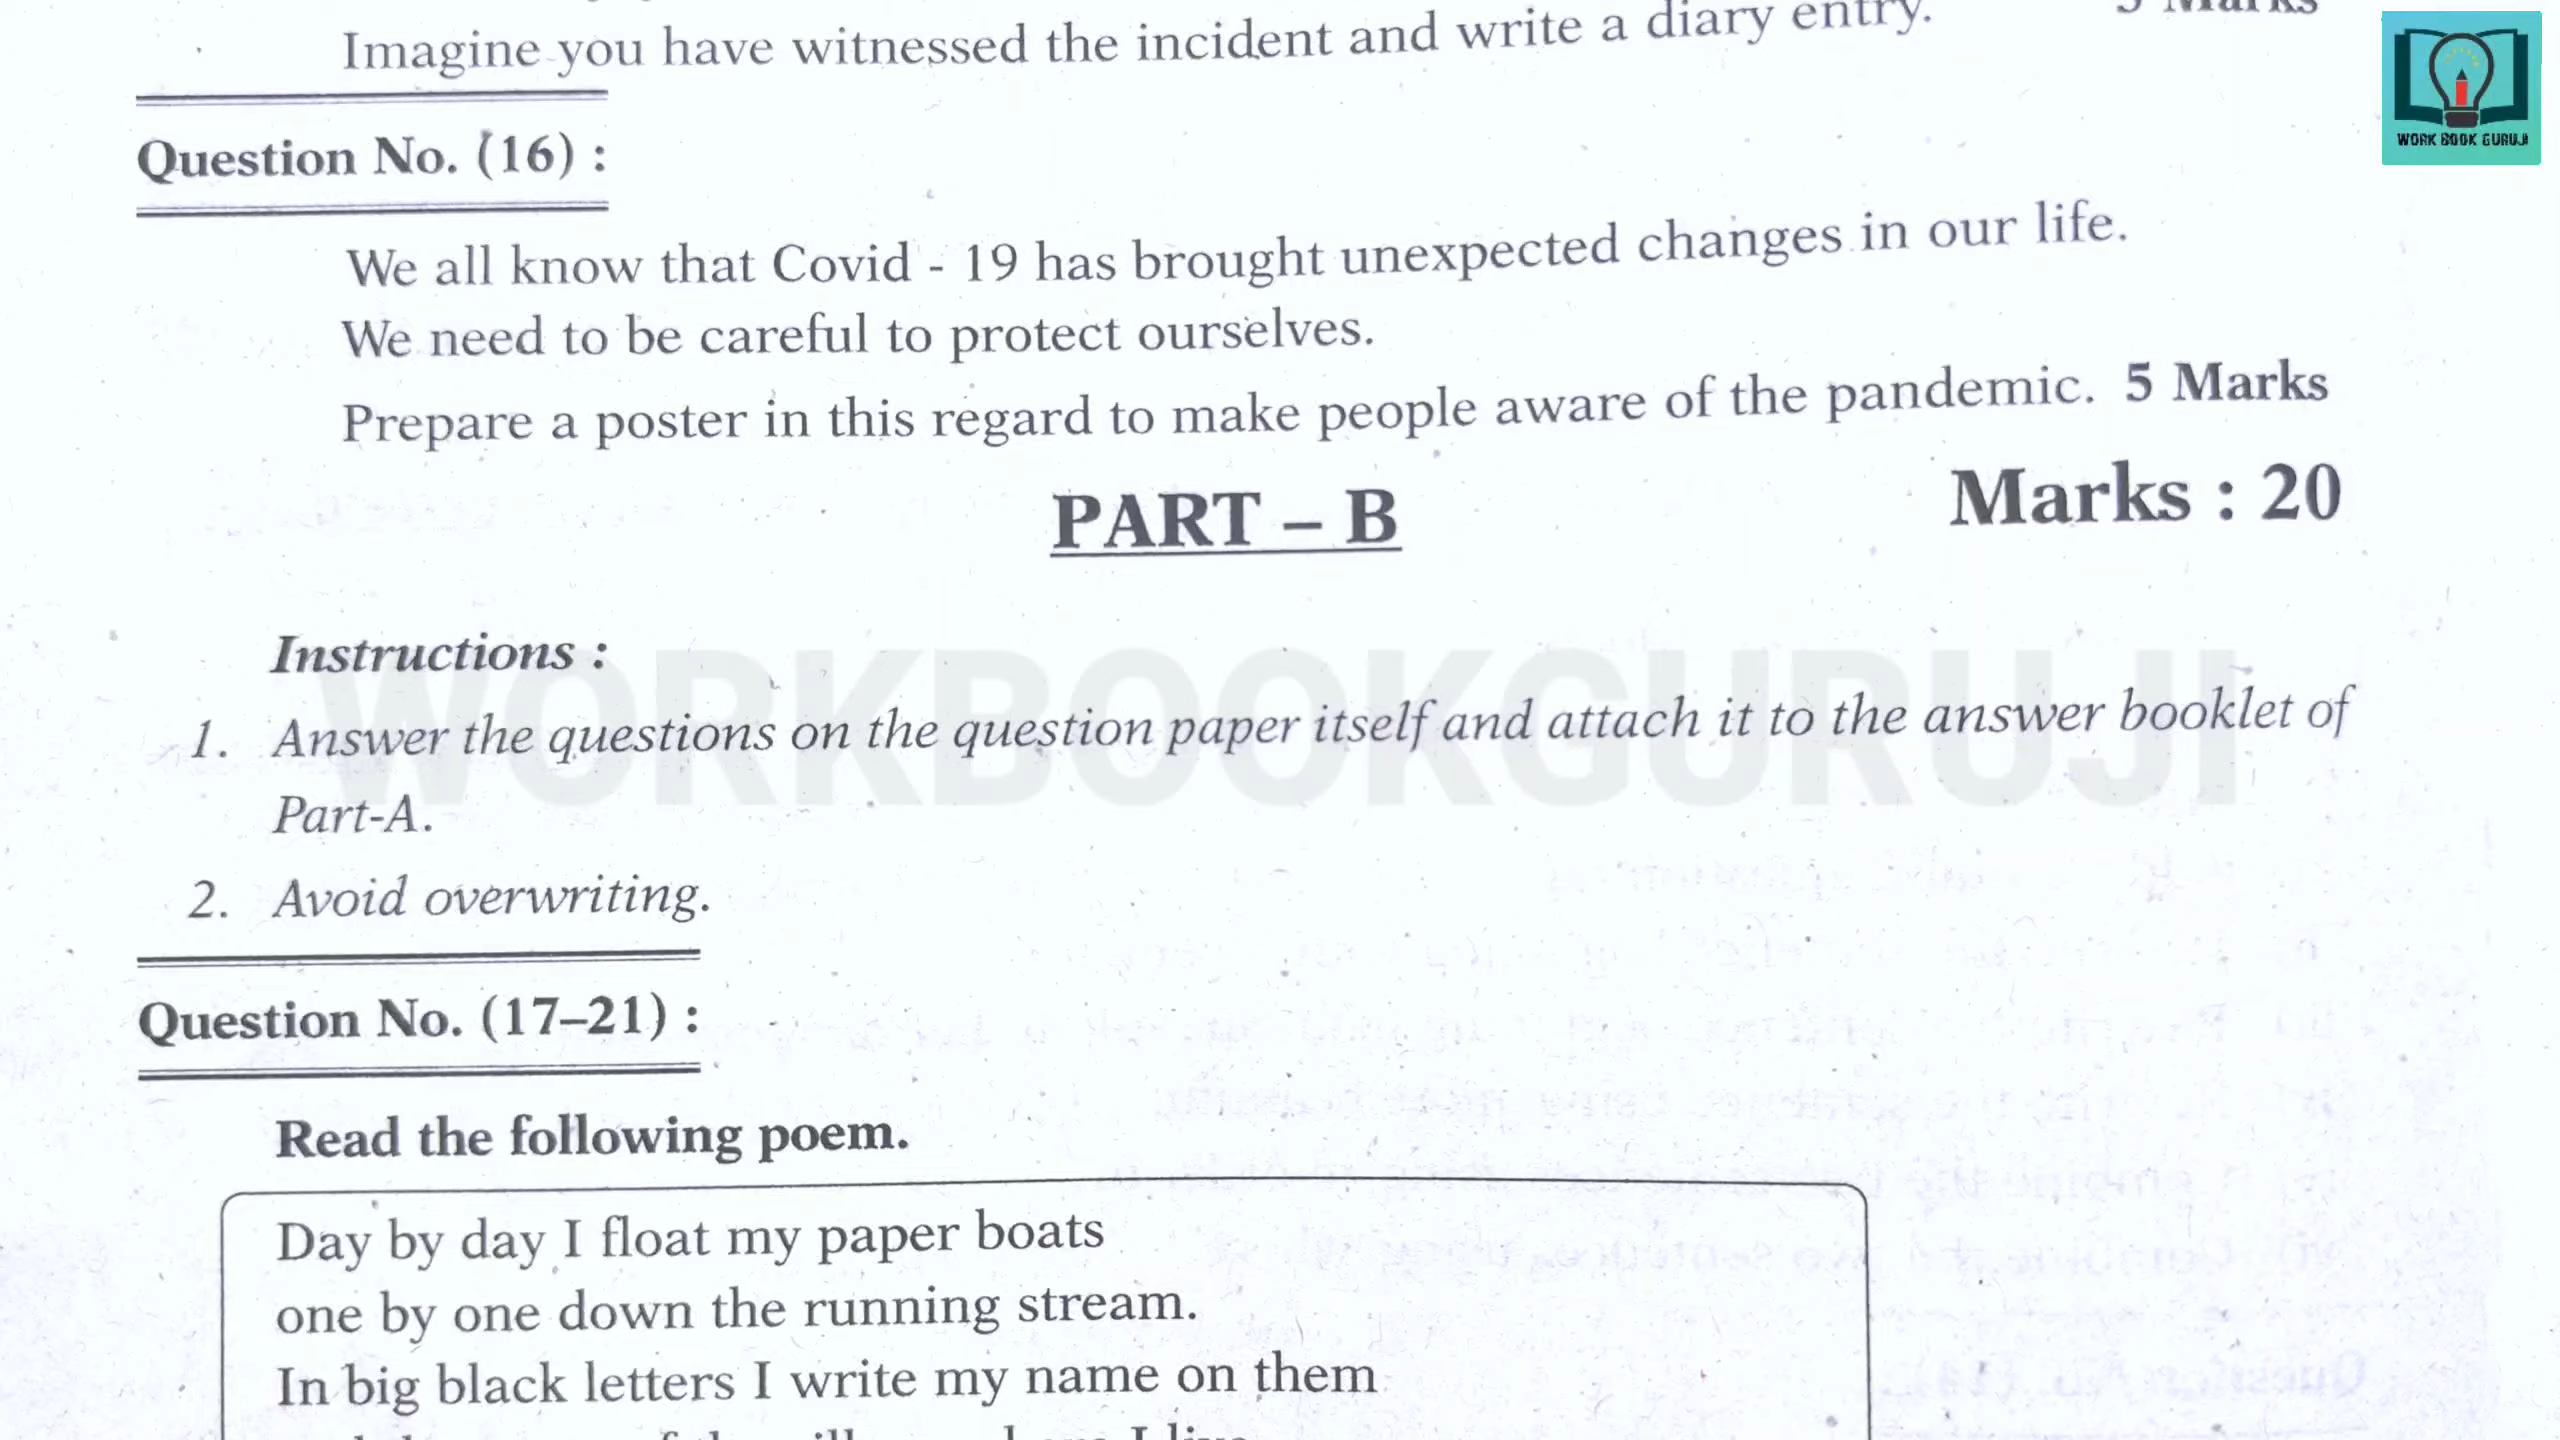 Imagine you have witnessed the incident and write a diary entry.
Marks
WORK BOOK GURUJI
Question No. (16) :
We all know that Covid - 19 has brought unexpected changes in our life.
We need to be careful to protect ourselves.
Prepare a poster in this regard to make people aware of the pandemic. 5 Marks
PART – B
Marks : 20
Instructions :
WORKBOOKGURUJI
1. Answer the questions on the question paper itself and attach it to the answer booklet of
Part-A.
2. Avoid overwriting.
Question No. (17–21) :
Read the following poem.
Day by day I float my paper boats
one by one down the running stream.
In big black letters I write my name on them
I live